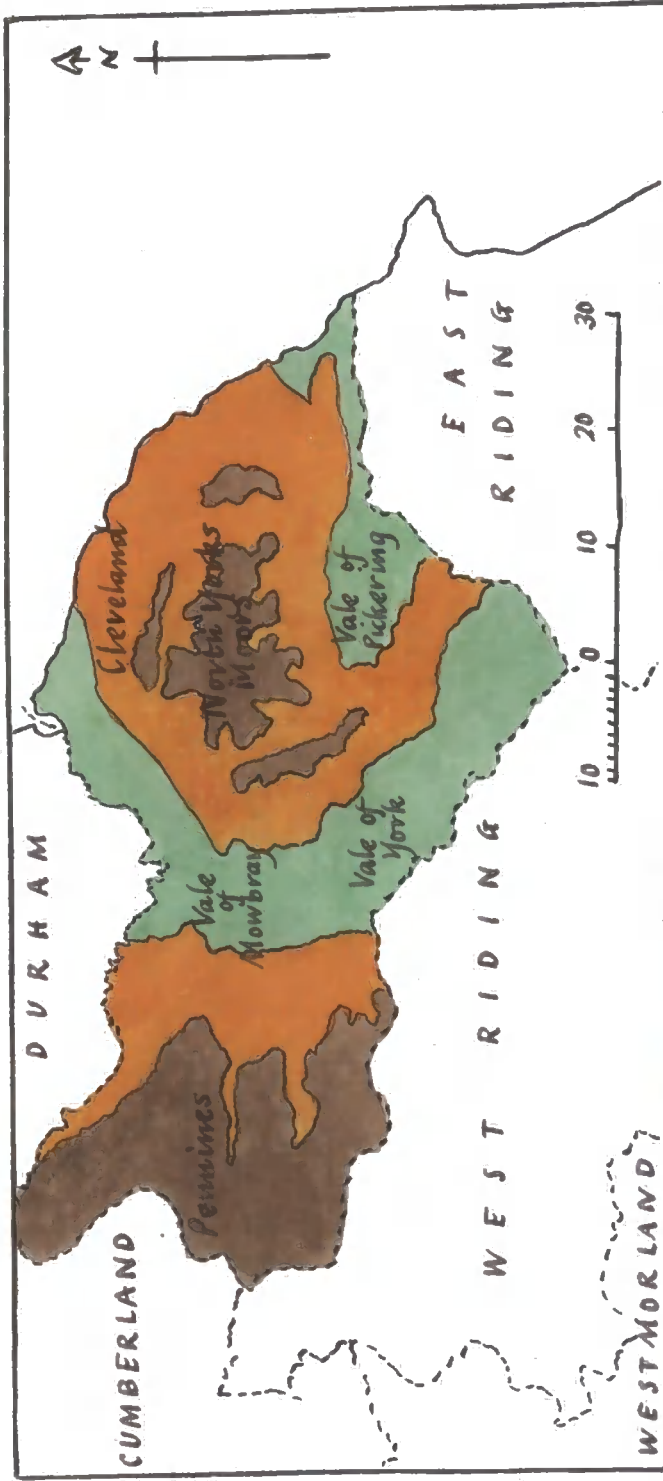 N
DURHAM
CUMBERLAND
Cleveland
North Yorks
Moors
Pennines
Vale
of
Mowbray
Vale of
York
Vale of
Pickering
EAST
RIDING
WEST RIDING
WESTMORLAND
10 0 10 20 30